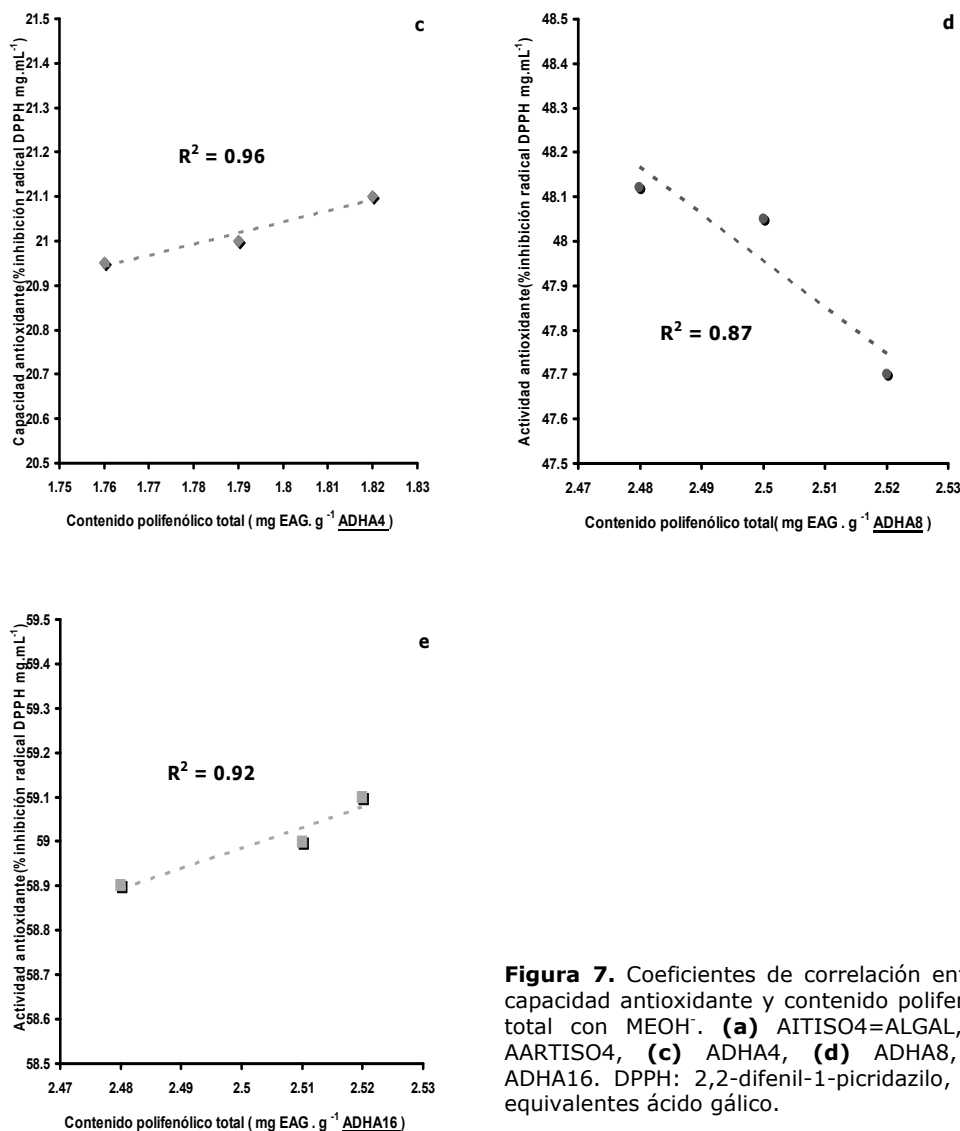 c
Capacidad antioxidante(%inhibición radical DPPH mg.mL-1)
21.5
21.4
21.3
21.2
21.1
21
20.9
20.8
20.7
20.6
20.5
R2 = 0.96
1.75 1.76 1.77 1.78 1.79 1.8 1.81 1.82 1.83
Contenido polifenólico total ( mg EAG. g -1 ADHA4 )
d
Actividad antioxidante(%inhibición radical DPPH mg.mL-1)
48.5
48.4
48.3
48.2
48.1
48
47.9
47.8
47.7
47.6
47.5
R2 = 0.87
2.47 2.48 2.49 2.5 2.51 2.52 2.53
Contenido polifenólico total( mg EAG . g -1 ADHA8 )
e
Actividad antioxidante(%inhibición radical DPPH mg.mL-1)
59.5
59.4
59.3
59.2
59.1
59
58.9
58.8
58.7
58.6
58.5
R2 = 0.92
2.47 2.48 2.49 2.5 2.51 2.52 2.53
Contenido polifenólico total ( mg EAG . g -1 ADHA16 )
Figura 7. Coeficientes de correlación
capacidad antioxidante y contenido
total con MEOH-. (a) AITISO4=ALGAL,
AARTISO4, (c) ADHA4, (d) ADHA8,
ADHA16. DPPH: 2,2-difenil-1-picridazilo,
equivalentes ácido gálico.